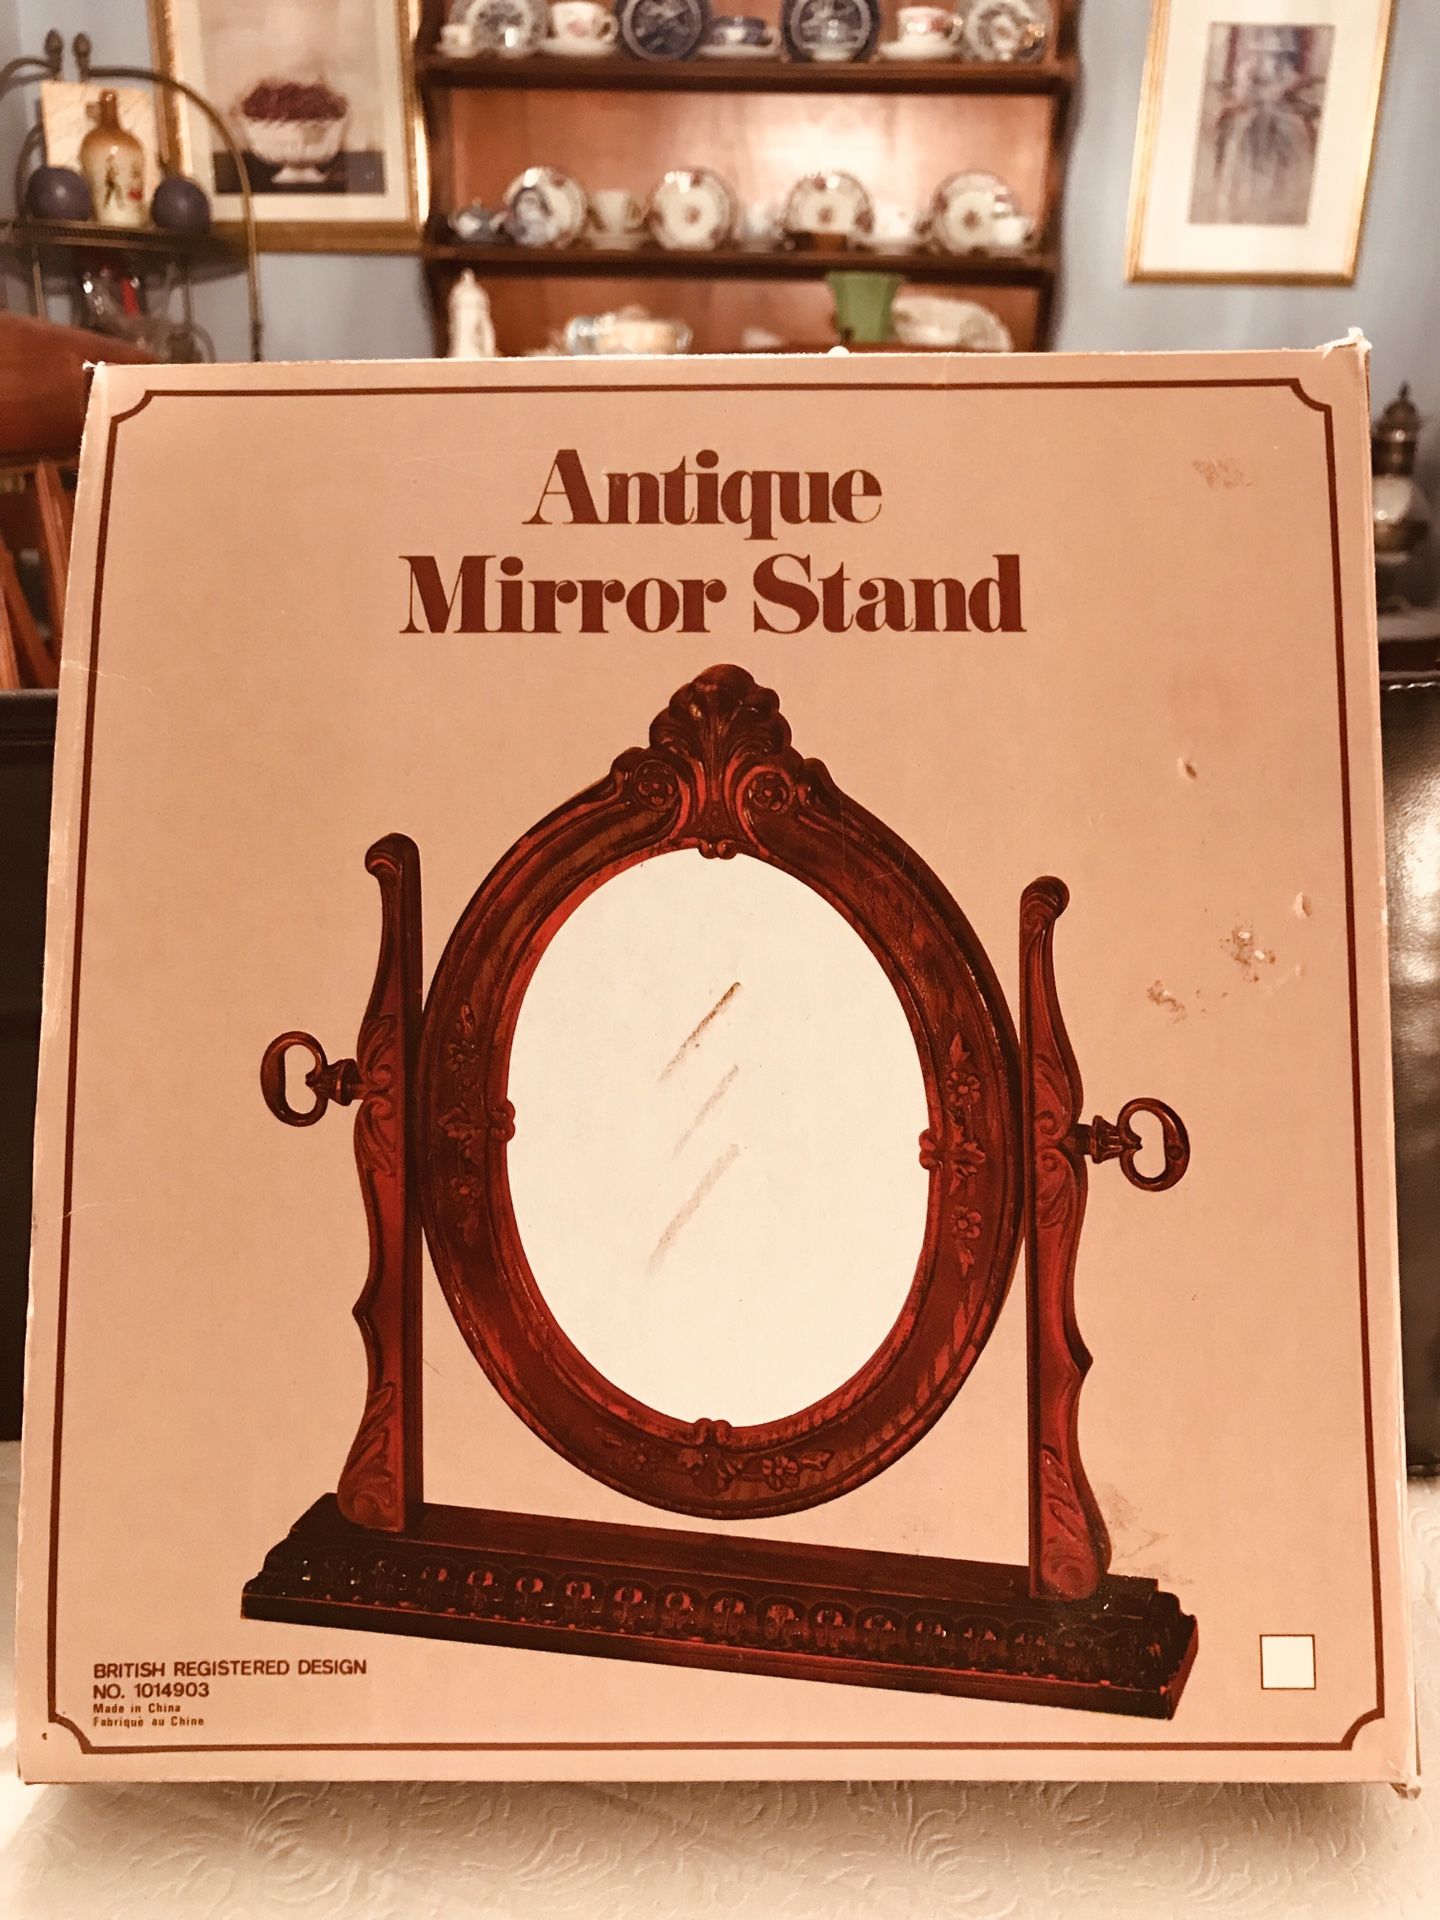 Antique
Mirror Stand
BRITISH REGISTERED DESIGN
NO. 1014903
Made in China
Fabriqué au Chine